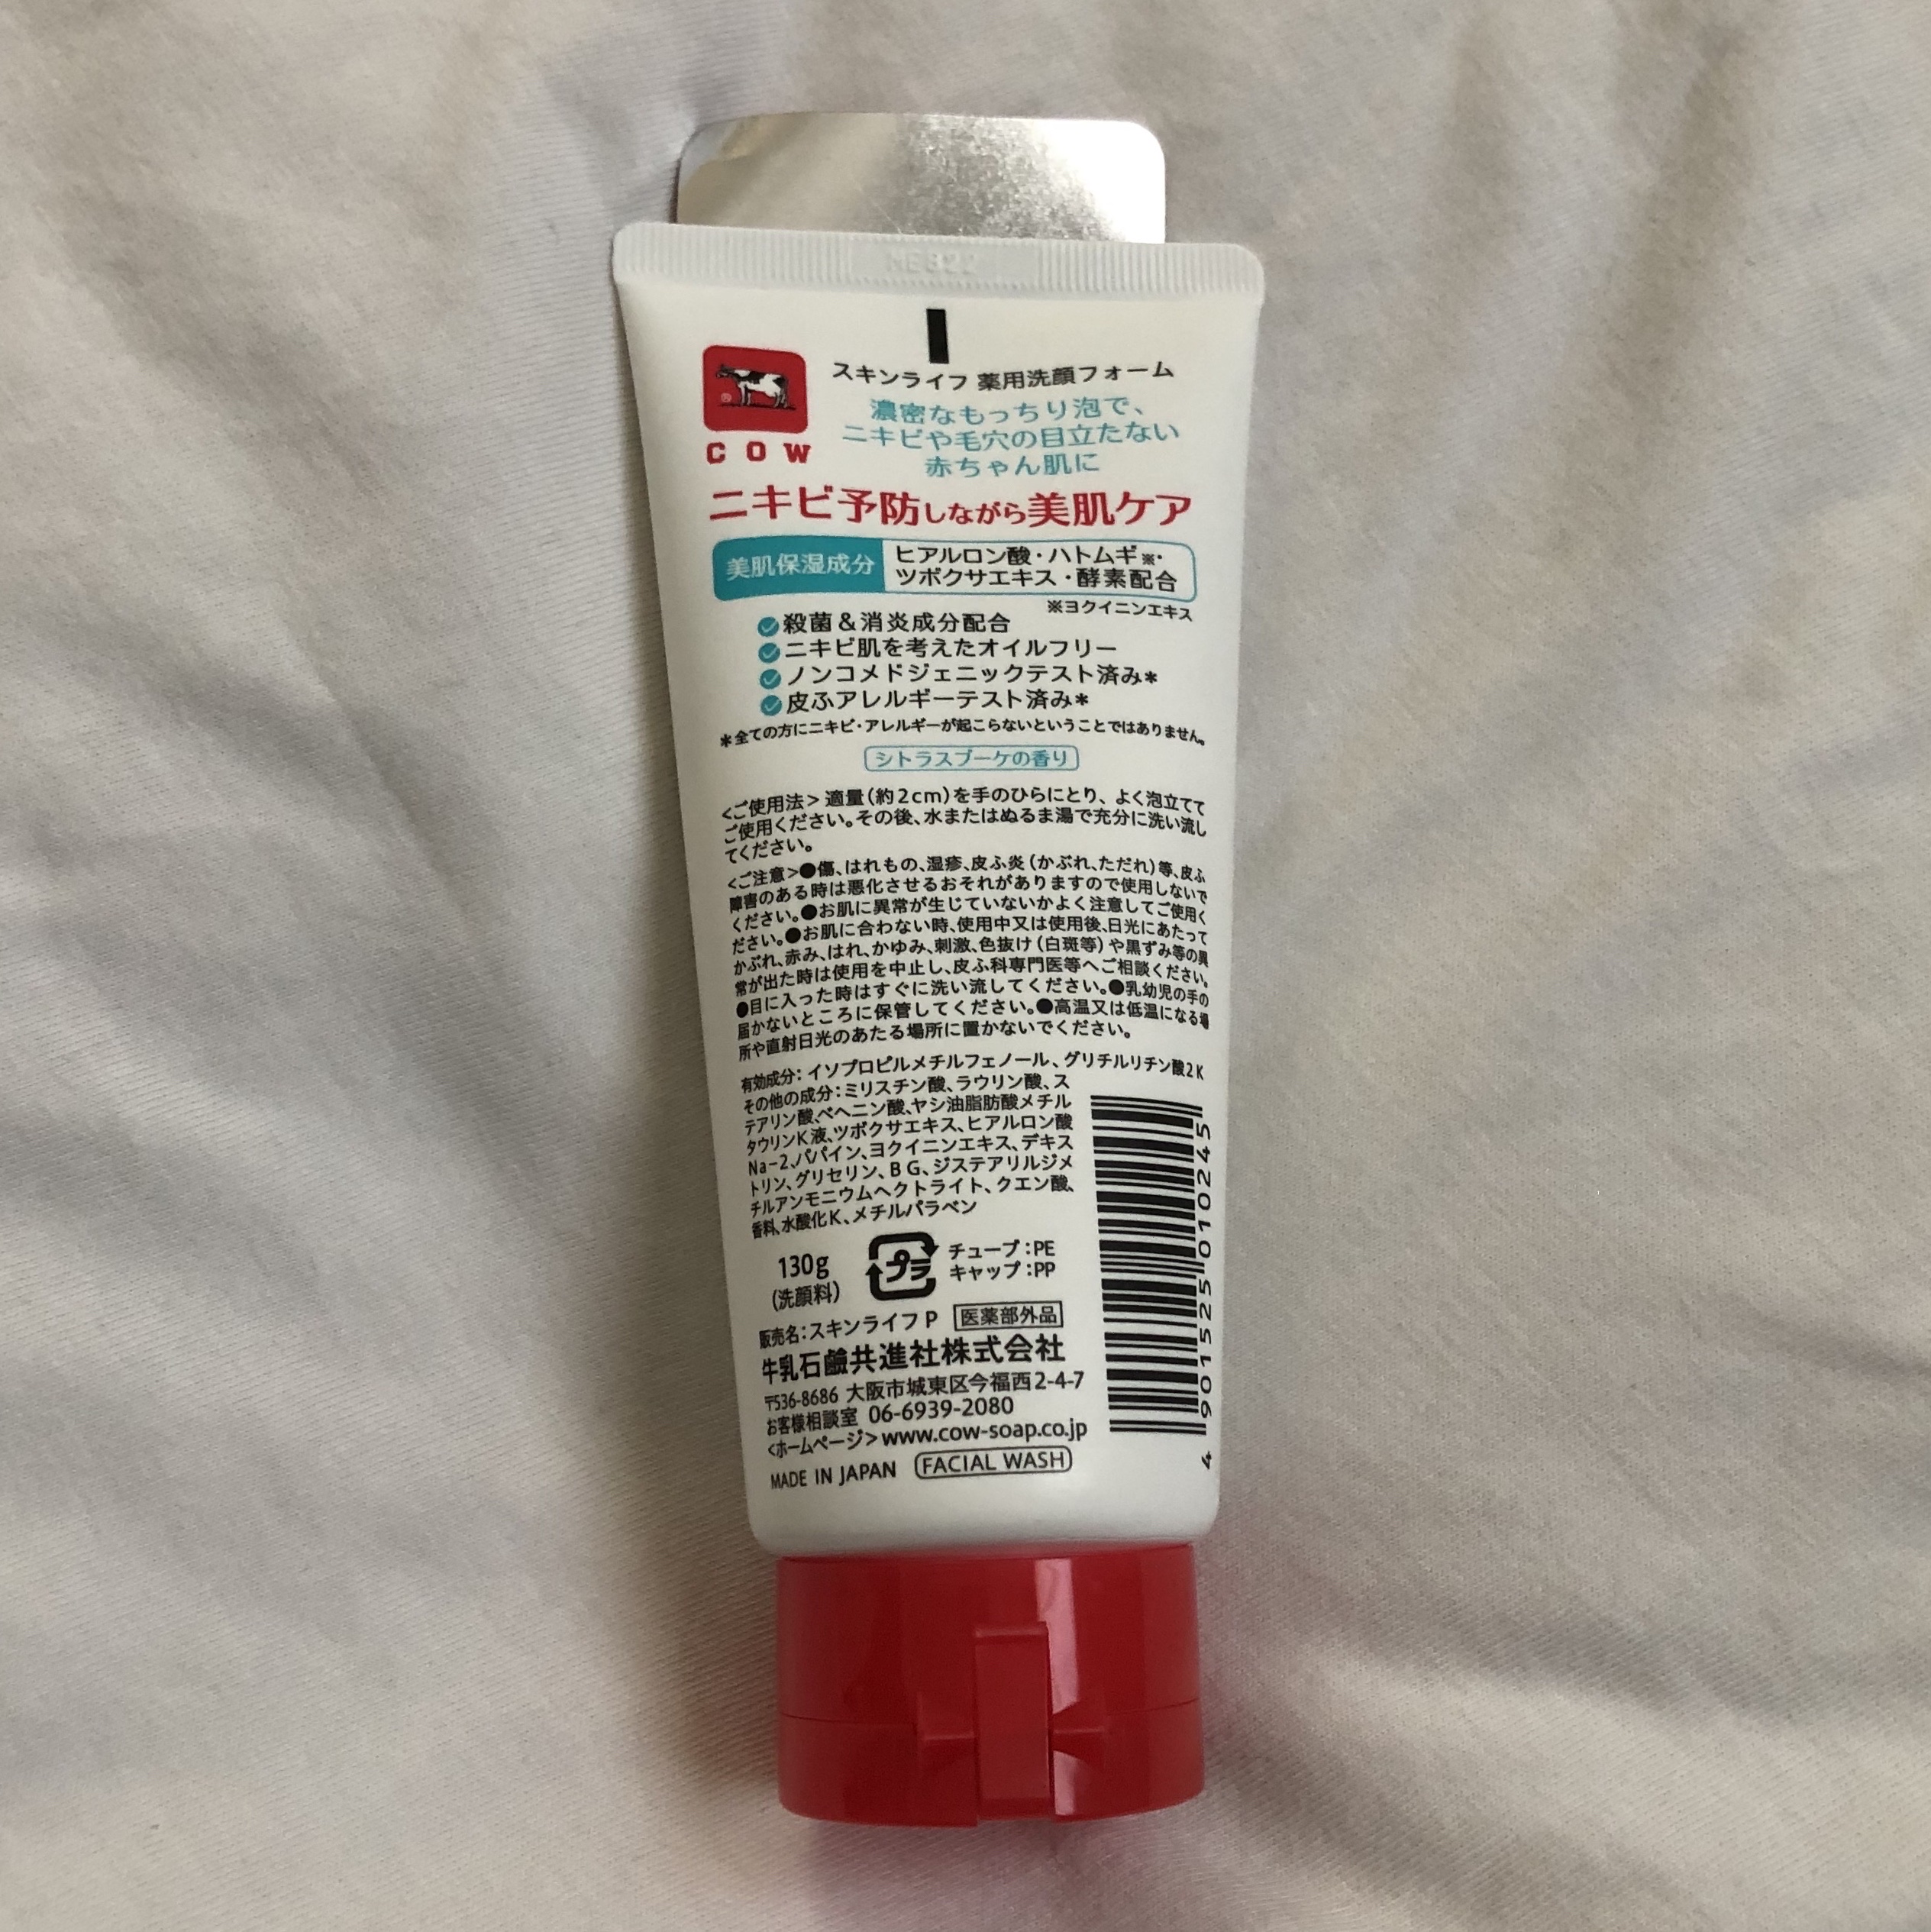 スキンライフ 薬用洗顔フォーム
濃密なもっちり泡で、
ニキビや毛穴の目立たない
赤ちゃん肌に
®
COW
ニキビ予防しながら美肌ケア
美肌保湿成分
ヒアルロン酸・ハトムギ※・
ツボクサエキス・酵素配合
※ヨクイニンエキス
殺菌&消炎成分配合
ニキビ肌を考えたオイルフリー
ノンコメドジェニックテスト済み*
皮ふアレルギーテスト済み*
*全ての方にニキビ・アレルギーが起こらないということではありません。
シトラスブーケの香り
<ご使用法>適量(約2cm)を手のひらにとり、よく泡立てて
ご使用ください。その後、水またはぬるま湯で充分に洗い流し
てください。
<ご注意>●傷、はれもの、湿疹、皮ふ炎(かぶれ、ただれ)等、皮ふ
障害のある時は悪化させるおそれがありますので使用しないで
ください。●お肌に異常が生じていないかよく注意してご使用く
ださい。●お肌に合わない時、使用中又は使用後、日光にあたって
かぶれ、赤み、はれ、かゆみ、刺激、色抜け(白斑等)や黒ずみ等の異
常が出た時は使用を中止し、皮ふ科専門医等へご相談ください。
●目に入った時はすぐに洗い流してください。●乳幼児の手の
届かないところに保管してください。●高温又は低温になる場
所や直射日光のあたる場所に置かないでください。
有効成分：イソプロピルメチルフェノール、グリチルリチン酸2K
その他の成分：ミリスチン酸、ラウリン酸、ス
テアリン酸、ベヘニン酸、ヤシ油脂肪酸メチル
タウリンK液、ツボクサエキス、ヒアルロン酸
Na-2、パパイン、ヨクイニンエキス、デキス
トリン、グリセリン、BG、ジステアリルジメ
チルアンモニウムヘクトライト、クエン酸、
香料、水酸化K、メチルパラベン
130g
(洗顔料)
プラ
チューブ：PE
キャップ：PP
販売名：スキンライフP 医薬部外品
牛乳石鹼共進社株式会社
〒536-8686 大阪市城東区今福西2-4-7
お客様相談室 06-6939-2080
<ホームページ>www.cow-soap.co.jp
MADE IN JAPAN FACIAL WASH
4 901525 010245